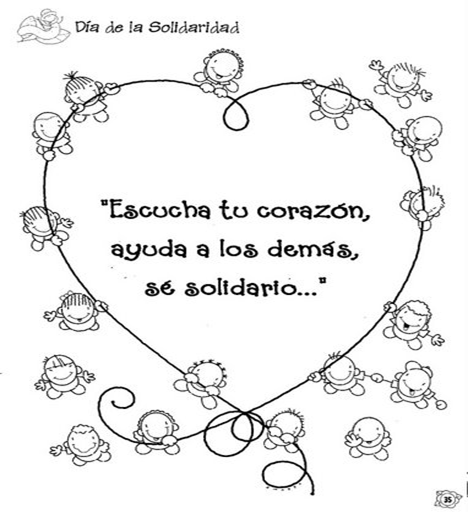 Día de la Solidaridad
"Escucha tu corazón,
ayuda a los demás,
sé solidario..."
35